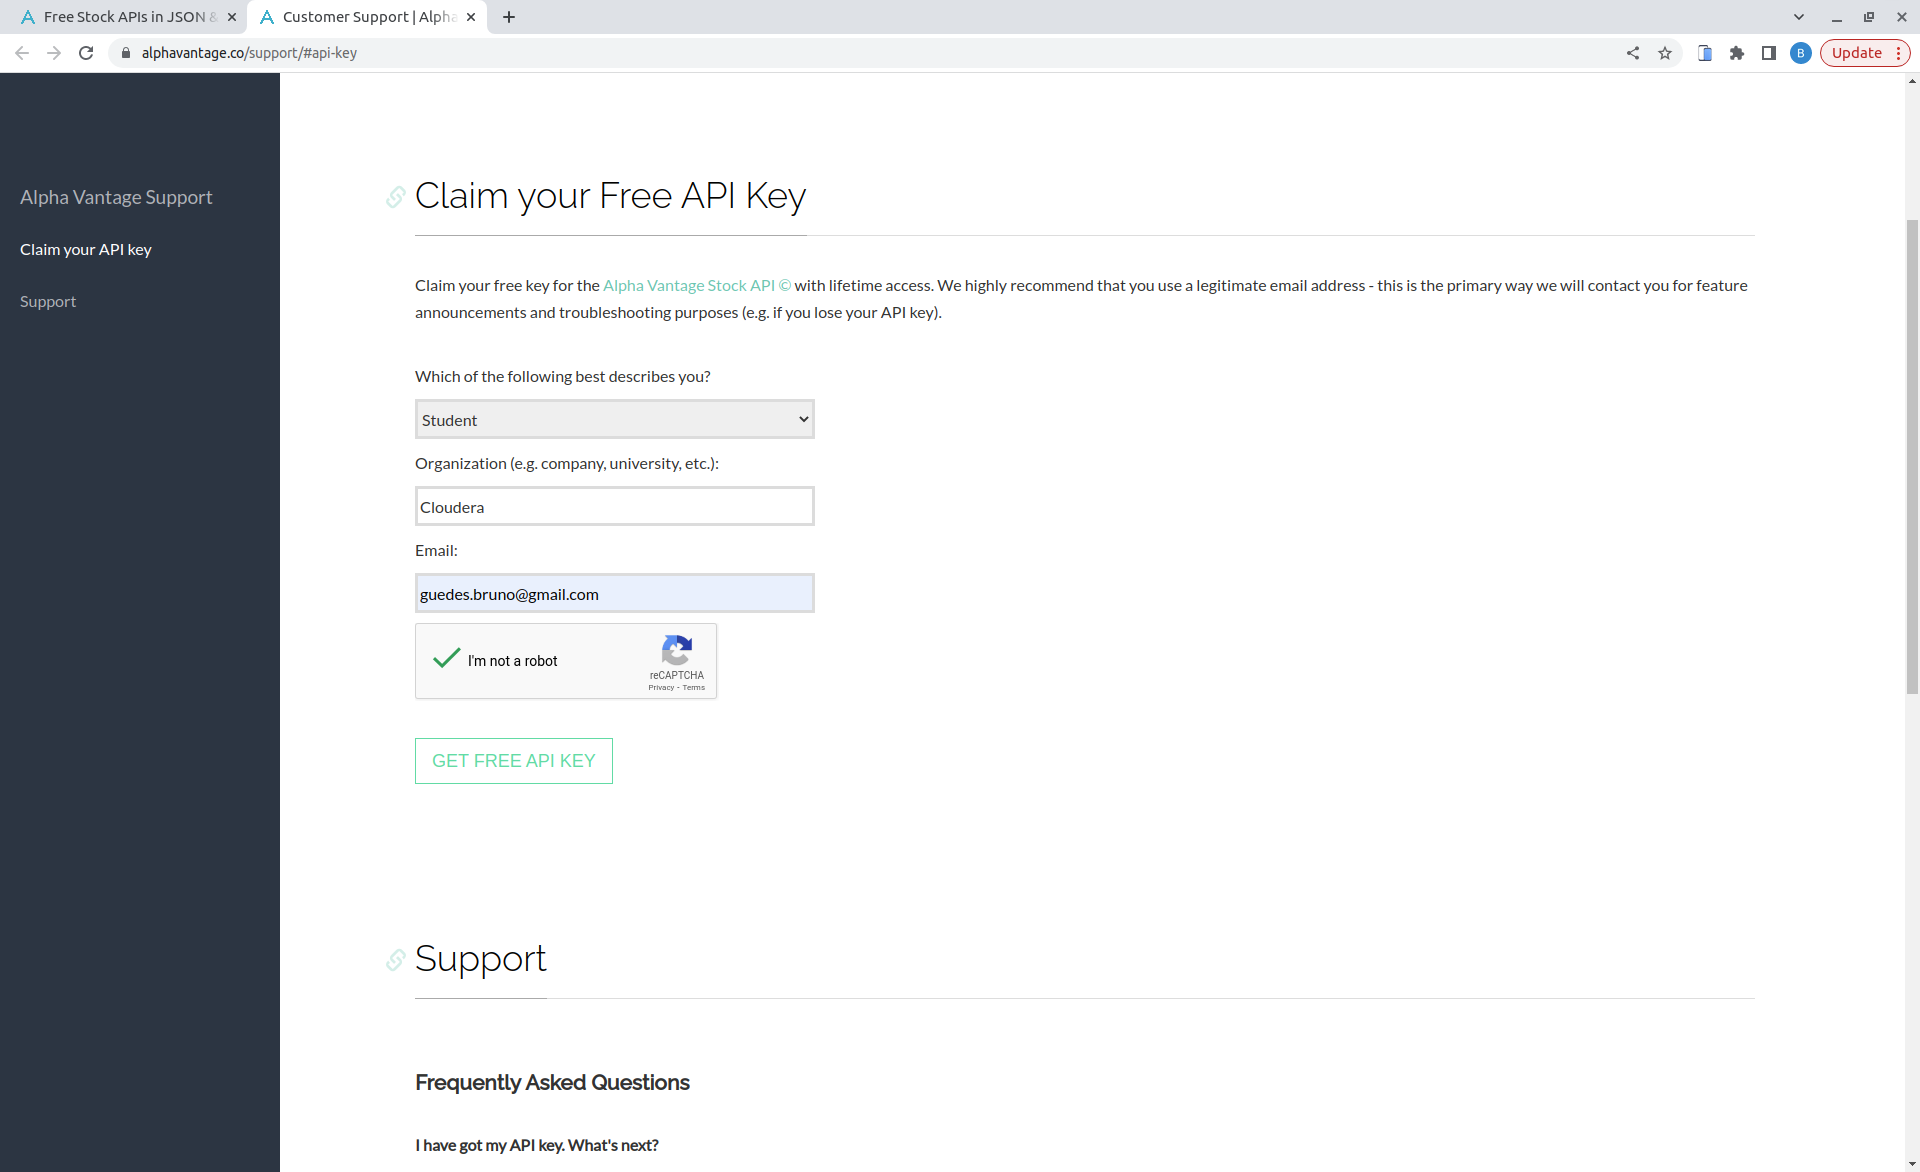 Free Stock APIs in JSON &
Customer Support | Alpha
alphavantage.co/support/#api-key
B
Update
Alpha Vantage Support
Claim your API key
Support
Claim your Free API Key
Claim your free key for the Alpha Vantage Stock API © with lifetime access. We highly recommend that you use a legitimate email address - this is the primary way we will contact you for feature
announcements and troubleshooting purposes (e.g. if you lose your API key).
Which of the following best describes you?
Student
Organization (e.g. company, university, etc.):
Cloudera
Email:
guedes.bruno@gmail.com
I'm not a robot
reCAPTCHA
Privacy - Terms
GET FREE API KEY
Support
Frequently Asked Questions
I have got my API key. What's next?